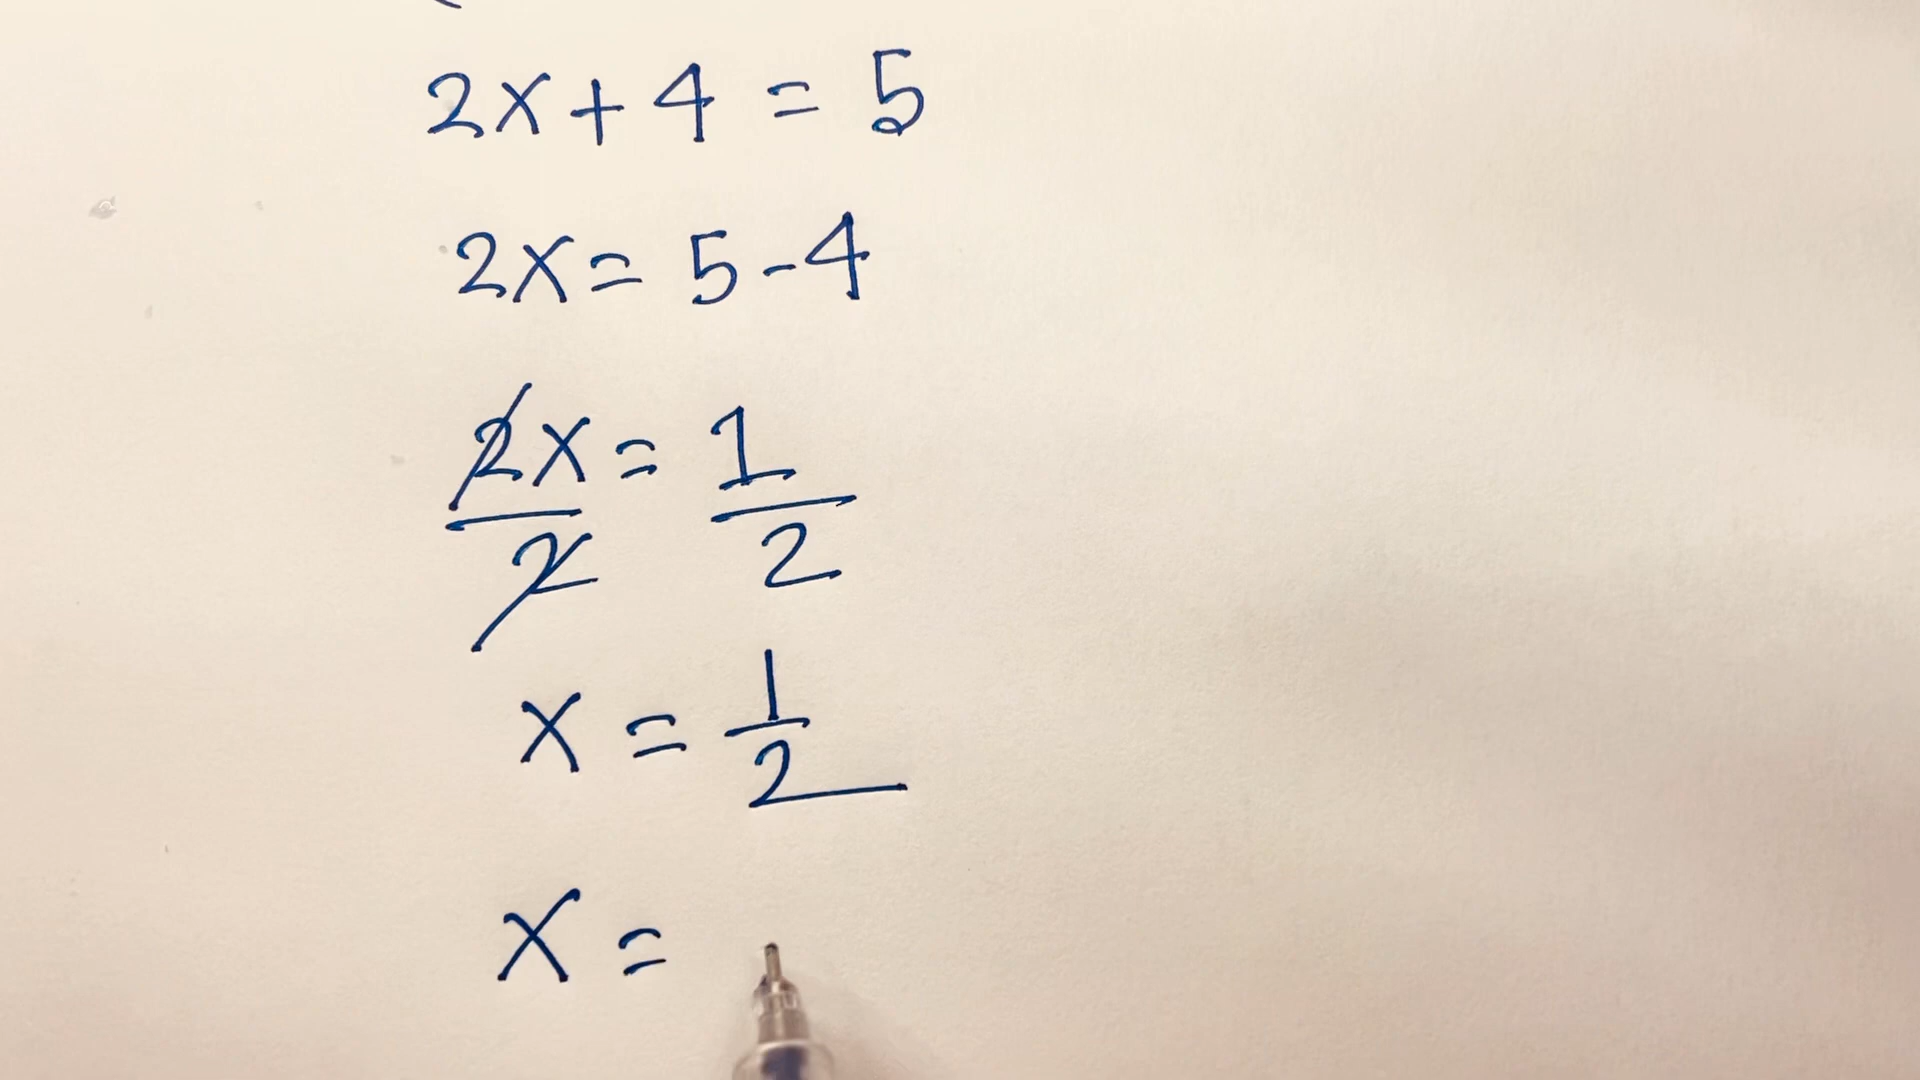 2x + 4 = 5
2x = 5 - 4
2x/2 = 1/2
x = 1/2
x =